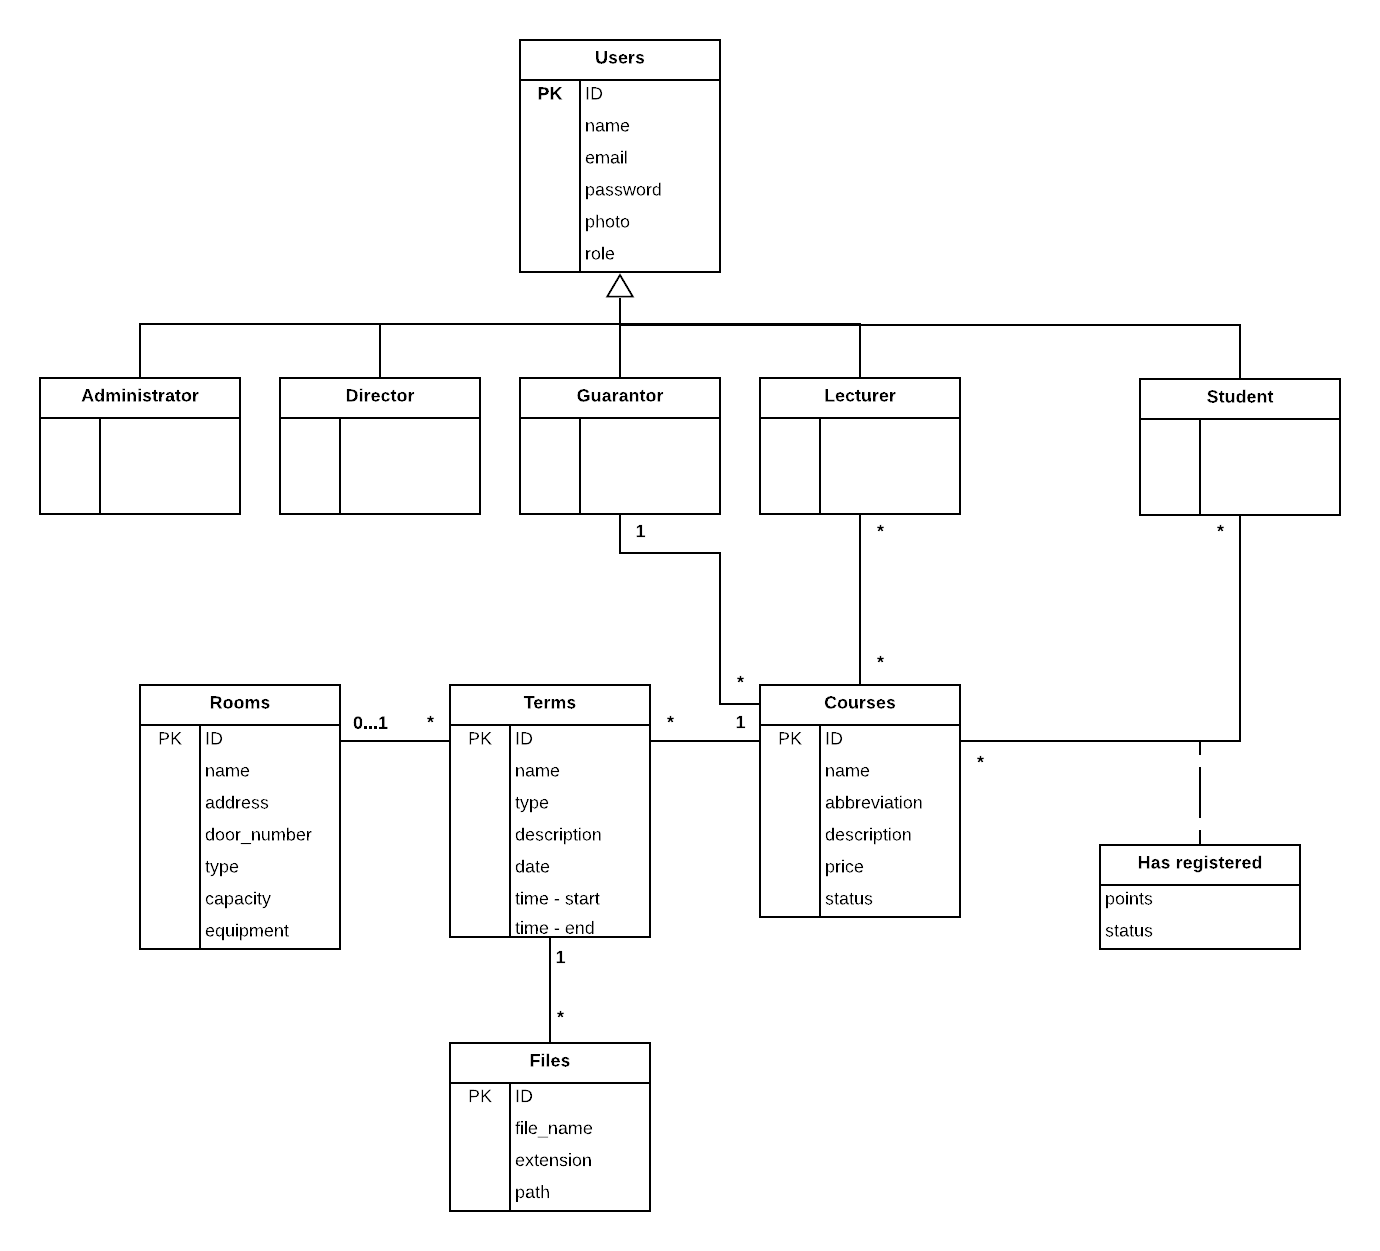 Users
PK ID
name
email
password
photo
role
Administrator
Director
Guarantor
Lecturer
Student
1
*
*
*
*
Rooms
PK ID
name
address
door_number
type
capacity
equipment
0...1
*
Terms
PK ID
name
type
description
date
time - start
time - end
*
1
Courses
PK ID
name
abbreviation
description
price
status
*
Has registered
points
status
1
*
Files
PK ID
file_name
extension
path